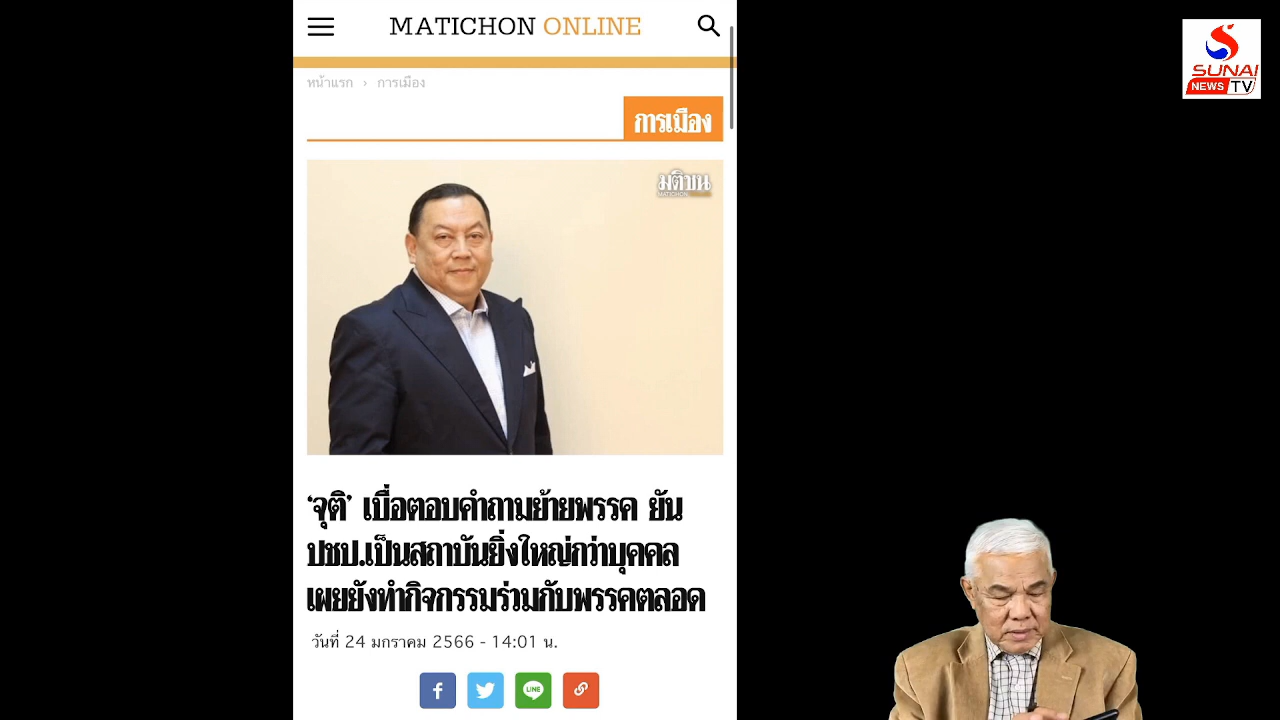 MATICHON ONLINE
SUNAI
NEWS TV
หน้าแรก › การเมือง
การเมือง
มติชน
MATICHON ONLINE
‘จุติ’ เบื่อตอบคำถามย้ายพรรค ยัน
ปชป.เป็นสถาบันยิ่งใหญ่กว่าบุคคล
เผยยังทำกิจกรรมร่วมกับพรรคตลอด
วันที่ 24 มกราคม 2566 - 14:01 น.
LINE